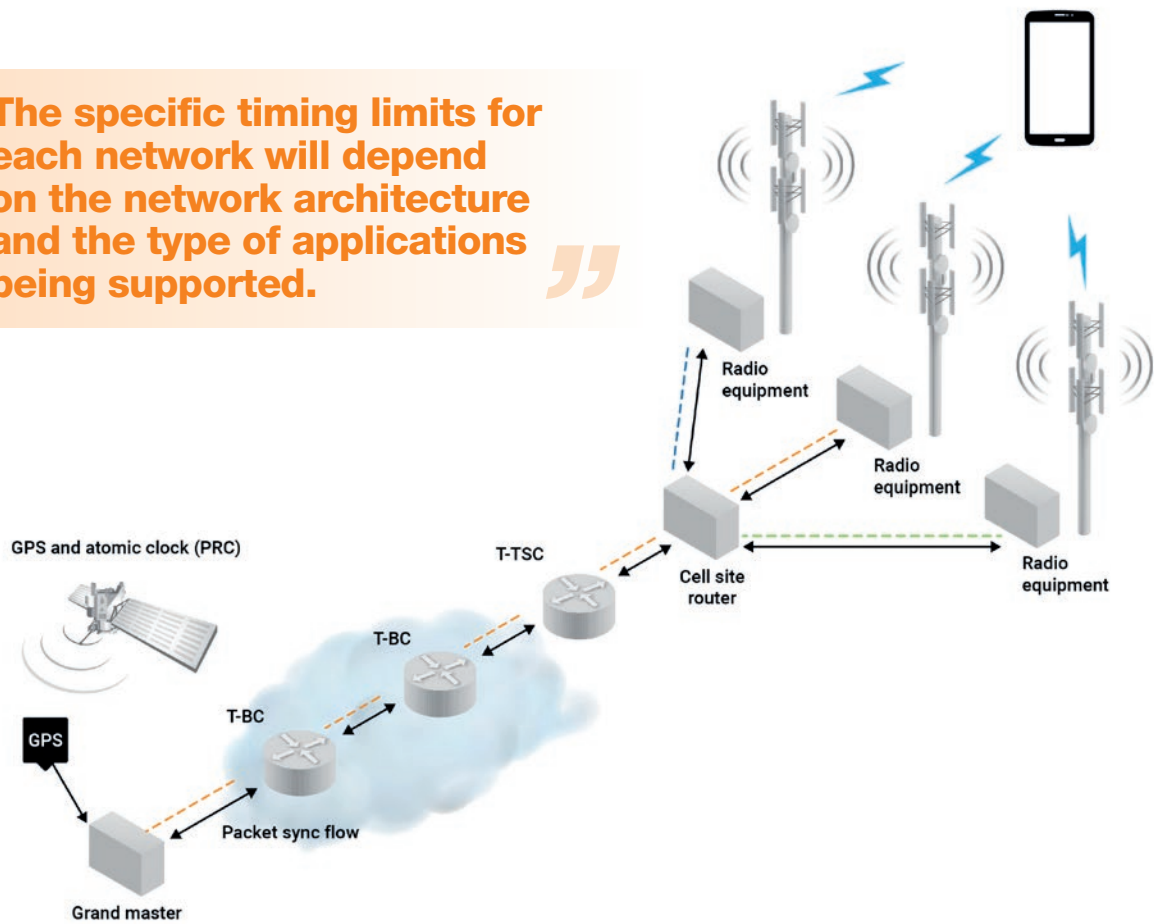 The specific timing limits for
each network will depend
on the network architecture
and the type of applications
being supported.
”
Radio
equipment
Radio
equipment
Radio
equipment
GPS and atomic clock (PRC)
T-TSC
Cell site
router
T-BC
T-BC
GPS
Packet sync flow
Grand master